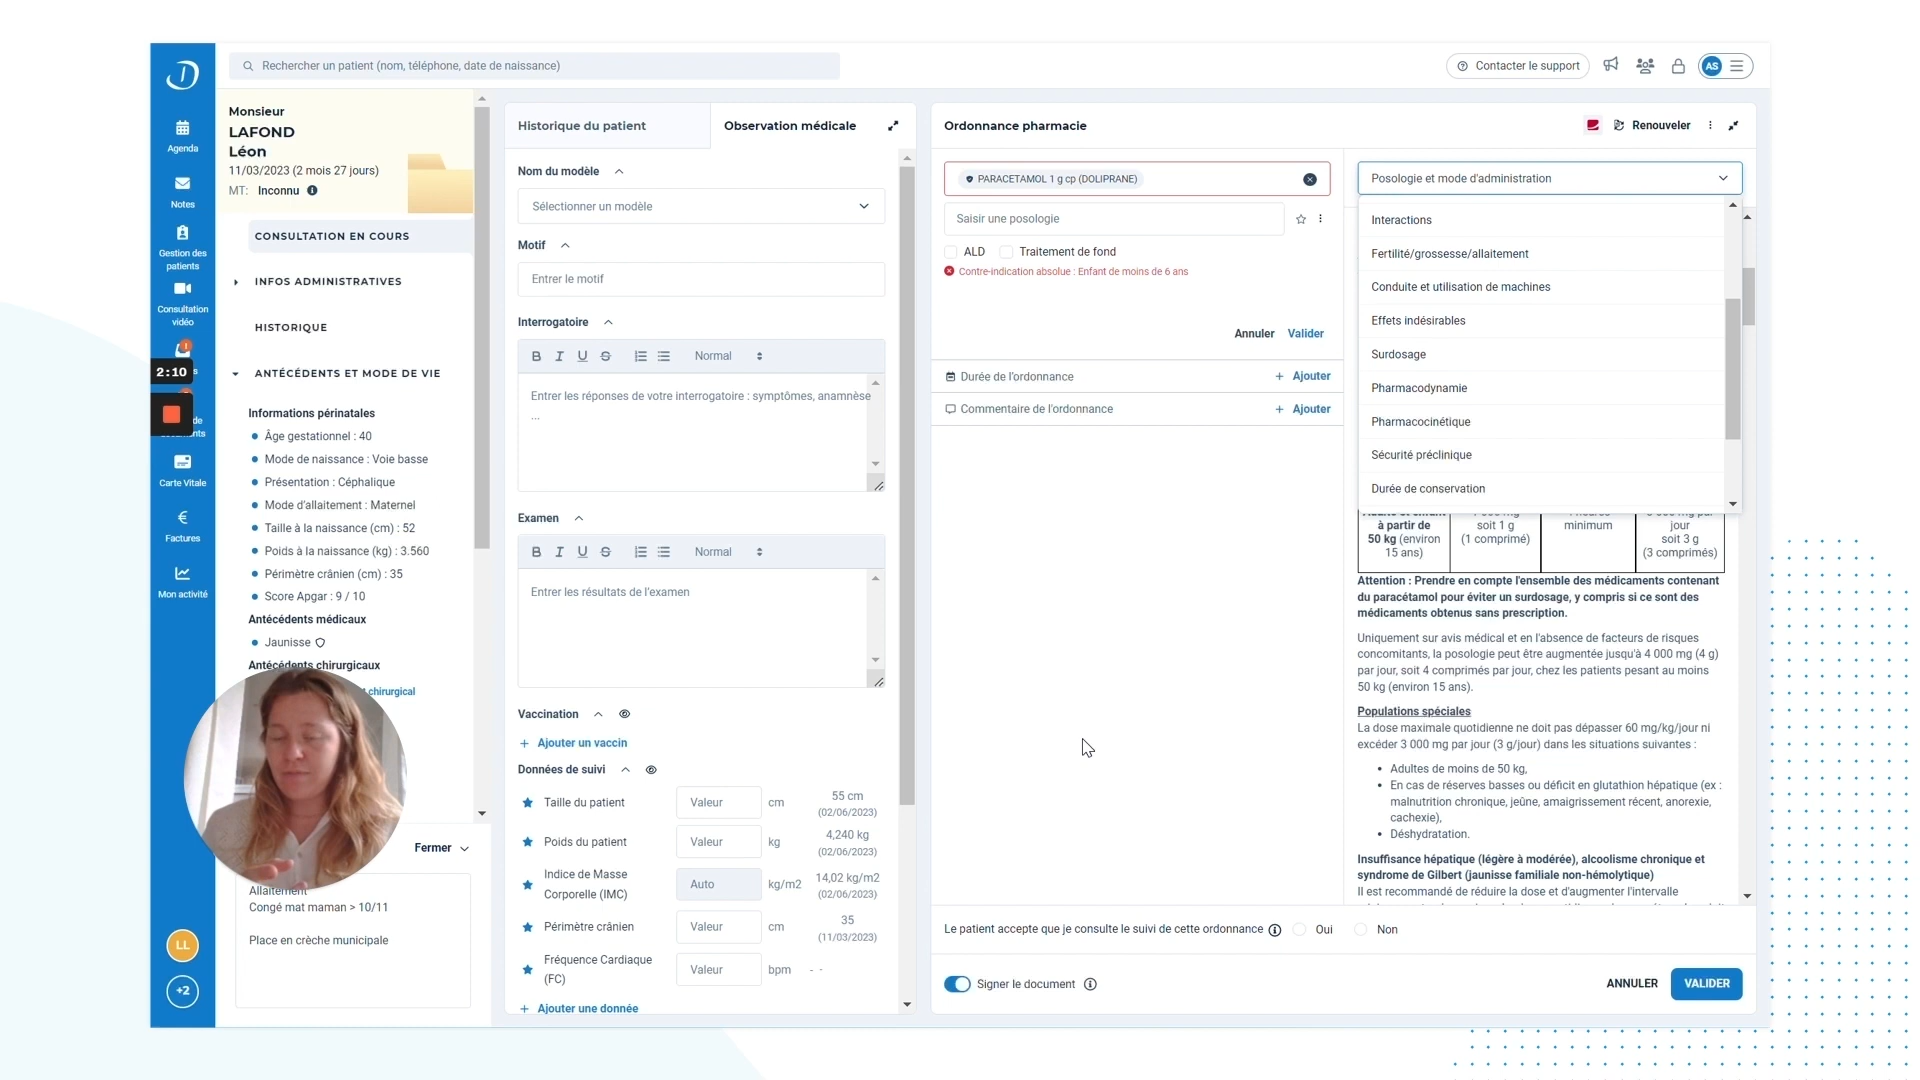 Rechercher un patient (nom, téléphone, date de naissance)
Contacter le support
AS
Agenda
Notes
Gestion des
patients
Consultation
vidéo
2:10
s
de
ents
Carte Vitale
Factures
Mon activité
LL
+2
Monsieur
LAFOND
Léon
11/03/2023 (2 mois 27 jours)
MT: Inconnu
CONSULTATION EN COURS
INFOS ADMINISTRATIVES
HISTORIQUE
ANTÉCÉDENTS ET MODE DE VIE
Informations périnatales
Âge gestationnel : 40
Mode de naissance : Voie basse
Présentation : Céphalique
Mode d'allaitement : Maternel
Taille à la naissance (cm) : 52
Poids à la naissance (kg) : 3.560
Périmètre crânien (cm) : 35
Score Apgar : 9 / 10
Antécédents médicaux
Jaunisse
Antécédents chirurgicaux
t chirurgical
Fermer
Allaitement
Congé mat maman > 10/11
Place en crèche municipale
Historique du patient
Observation médicale
Nom du modèle
Sélectionner un modèle
Motif
Entrer le motif
Interrogatoire
B I U S Normal
Entrer les réponses de votre interrogatoire : symptômes, anamnèse
...
Examen
B I U S Normal
Entrer les résultats de l'examen
Vaccination
+ Ajouter un vaccin
Données de suivi
Taille du patient Valeur cm 55 cm
(02/06/2023)
Poids du patient Valeur kg 4,240 kg
(02/06/2023)
Indice de Masse
Corporelle (IMC) Auto kg/m2 14,02 kg/m2
(02/06/2023)
Périmètre crânien Valeur cm 35
(11/03/2023)
Fréquence Cardiaque
(FC) Valeur bpm - -
+ Ajouter une donnée
Ordonnance pharmacie
Renouveler
PARACETAMOL 1 g cp (DOLIPRANE)
Saisir une posologie
ALD Traitement de fond
Contre-indication absolue : Enfant de moins de 6 ans
Annuler Valider
Durée de l'ordonnance + Ajouter
Commentaire de l'ordonnance + Ajouter
Posologie et mode d'administration
Interactions
Fertilité/grossesse/allaitement
Conduite et utilisation de machines
Effets indésirables
Surdosage
Pharmacodynamie
Pharmacocinétique
Sécurité préclinique
Durée de conservation
à partir de soit 1 g minimum jour
50 kg (environ (1 comprimé) soit 3 g
15 ans) (3 comprimés)
Attention : Prendre en compte l'ensemble des médicaments contenant
du paracétamol pour éviter un surdosage, y compris si ce sont des
médicaments obtenus sans prescription.
Uniquement sur avis médical et en l'absence de facteurs de risques
concomitants, la posologie peut être augmentée jusqu'à 4 000 mg (4 g)
par jour, soit 4 comprimés par jour, chez les patients pesant au moins
50 kg (environ 15 ans).
Populations spéciales
La dose maximale quotidienne ne doit pas dépasser 60 mg/kg/jour ni
excéder 3 000 mg par jour (3 g/jour) dans les situations suivantes :
Adultes de moins de 50 kg,
En cas de réserves basses ou déficit en glutathion hépatique (ex :
malnutrition chronique, jeûne, amaigrissement récent, anorexie,
cachexie),
Déshydratation.
Insuffisance hépatique (légère à modérée), alcoolisme chronique et
syndrome de Gilbert (jaunisse familiale non-hémolytique)
Il est recommandé de réduire la dose et d'augmenter l'intervalle
Le patient accepte que je consulte le suivi de cette ordonnance Oui Non
Signer le document
ANNULER
VALIDER